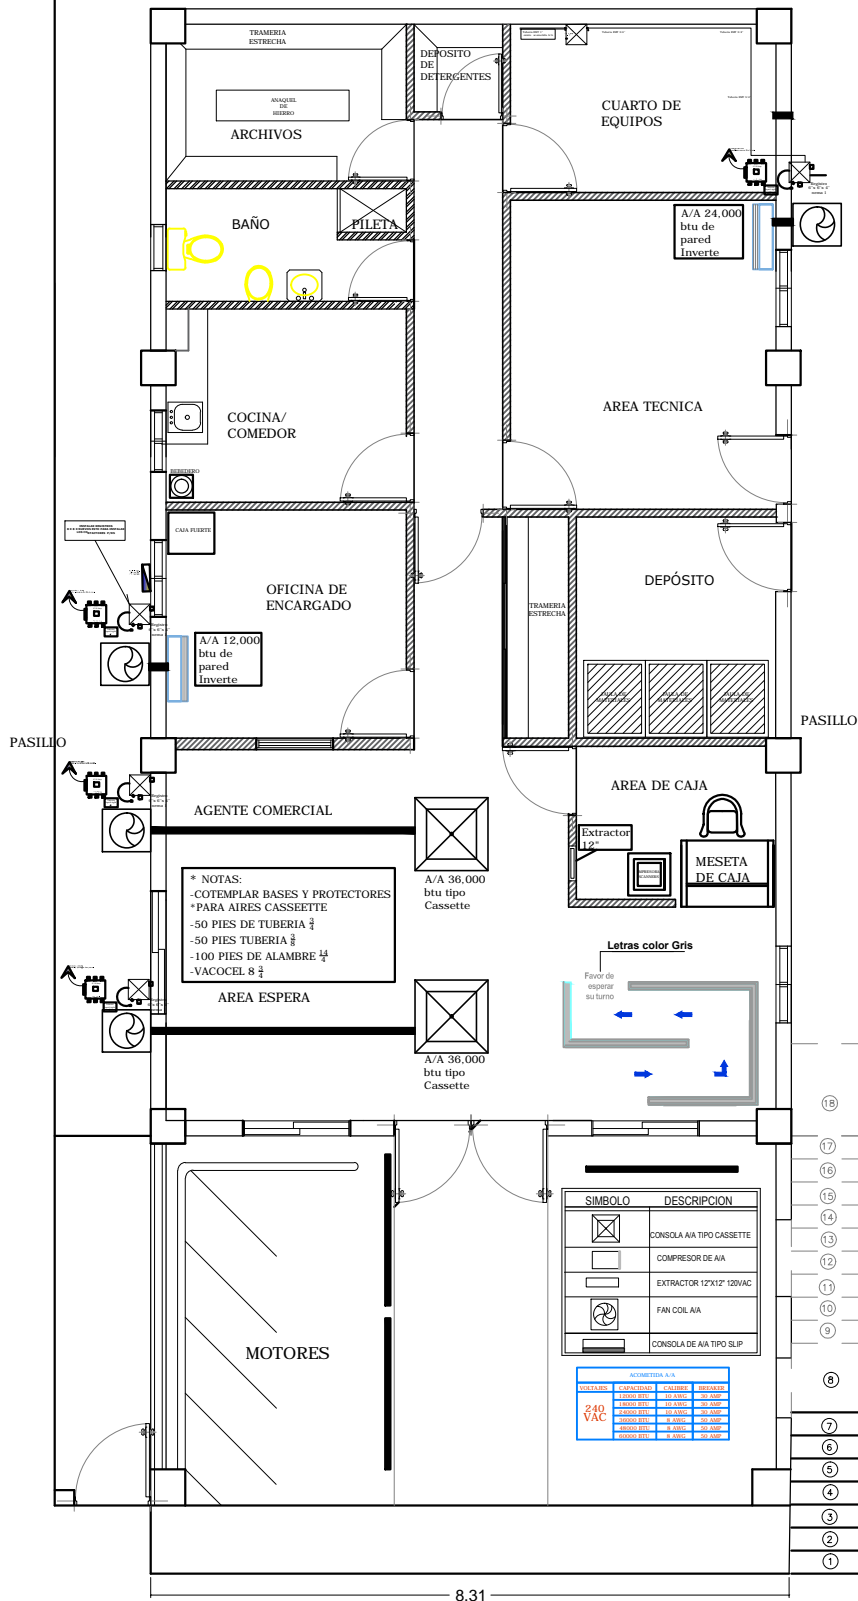 TRAMERIA
ESTRECHA
ANAQUEL
DE
HIERRO
ARCHIVOS
DEPOSITO
DE
DETERGENTES
CUARTO DE
EQUIPOS
BAÑO
PILETA
A/A 24,000
btu de
pared
Inverte
COCINA/
COMEDOR
BEBEDERO
AREA TECNICA
CAJA FUERTE
OFICINA DE
ENCARGADO
A/A 12,000
btu de
pared
Inverte
TRAMERIA
ESTRECHA
DEPÓSITO
JAULA DE
MATERIALES
JAULA DE
MATERIALES
JAULA DE
MATERIALES
PASILLO
PASILLO
AGENTE COMERCIAL
A/A 36,000
btu tipo
Cassette
AREA DE CAJA
Extractor
12"
MESETA
DE CAJA
* NOTAS:
-COTEMPLAR BASES Y PROTECTORES
*PARA AIRES CASSEETTE
-50 PIES DE TUBERIA 3/4
-50 PIES TUBERIA 3/8
-100 PIES DE ALAMBRE 14/4
-VACOCEL 8 3/4
AREA ESPERA
A/A 36,000
btu tipo
Cassette
Letras color Gris
Favor de
esperar
su turno
MOTORES
SIMBOLO DESCRIPCION
CONSOLA A/A TIPO CASSETTE
COMPRESOR DE A/A
EXTRACTOR 12"X12" 120VAC
FAN COIL A/A
CONSOLA DE A/A TIPO SLIP
ACOMETIDA A/A
VOLTAJES CAPACIDAD CALIBRE BREAKER
240
VAC
12000 BTU 10 AWG 30 AMP
18000 BTU 10 AWG 30 AMP
24000 BTU 10 AWG 30 AMP
36000 BTU 8 AWG 50 AMP
48000 BTU 8 AWG 50 AMP
60000 BTU 8 AWG 50 AMP
18
17
16
15
14
13
12
11
10
9
8
7
6
5
4
3
2
1
8.31